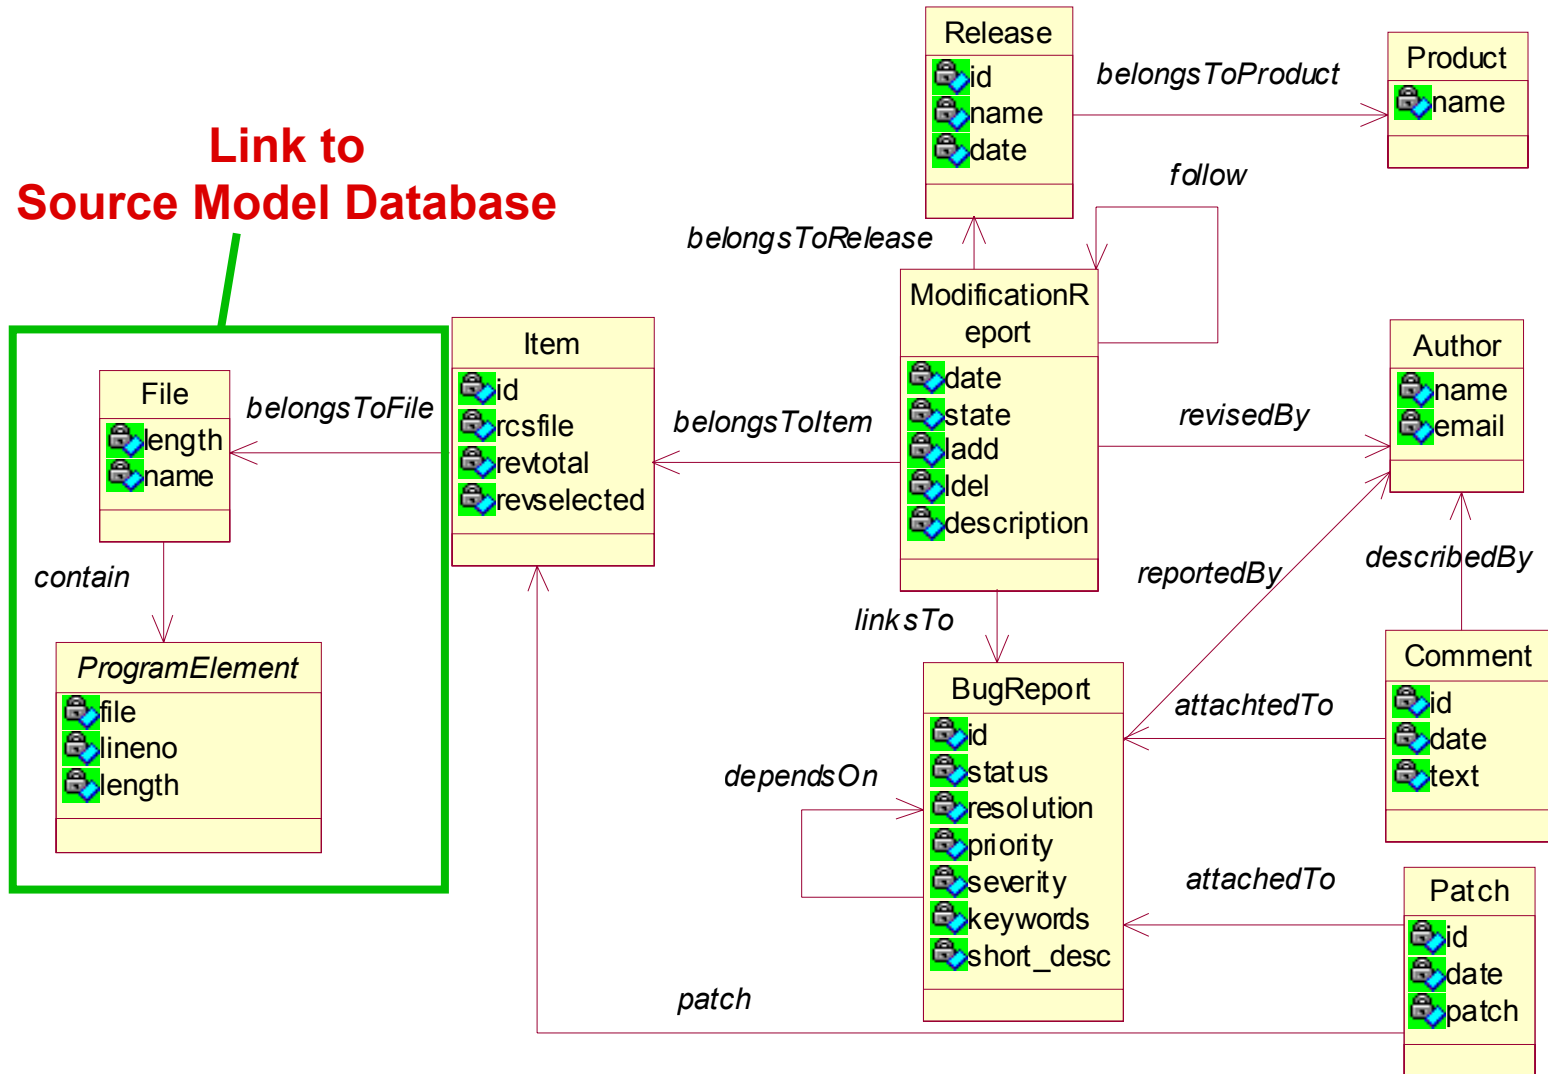 Release
id
name
date
belongsToProduct
Product
name
Link to
Source Model Database
follow
belongsToRelease
ModificationR
eport
date
state
ladd
ldel
description
Author
name
email
Item
id
rcsfile
revtotal
revselected
File
length
name
belongsToFile
belongsToItem
revisedBy
contain
reportedBy
describedBy
linksTo
ProgramElement
file
lineno
length
BugReport
id
status
resolution
priority
severity
keywords
short_desc
attachtedTo
Comment
id
date
text
dependsOn
attachedTo
Patch
id
date
patch
patch